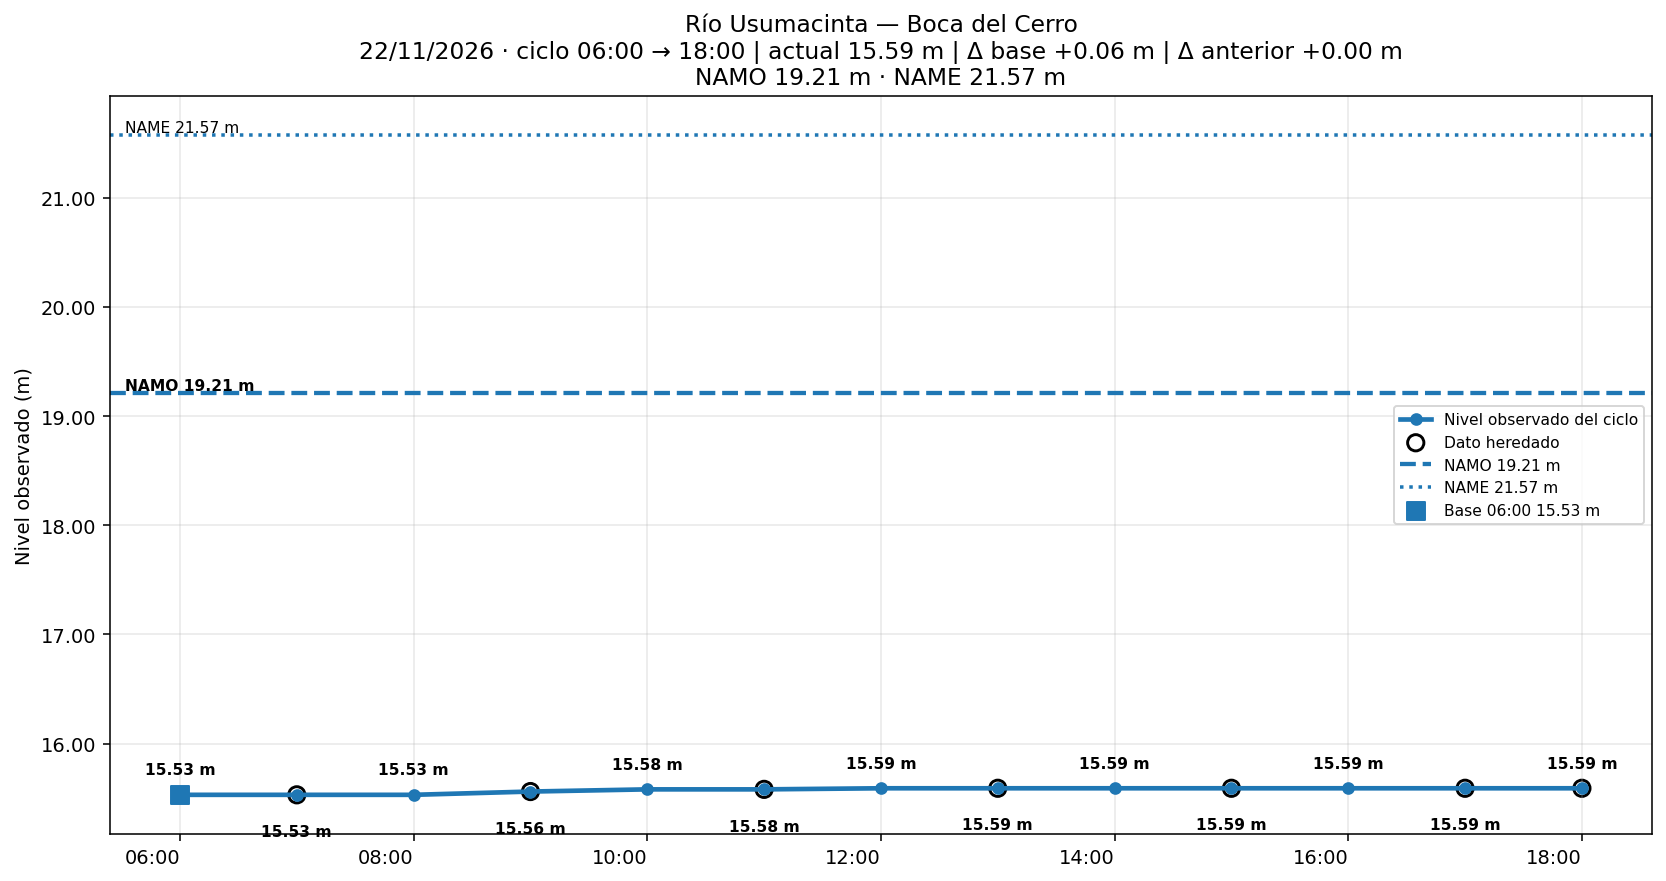 Río Usumacinta — Boca del Cerro
22/11/2026 · ciclo 06:00 → 18:00 | actual 15.59 m | Δ base +0.06 m | Δ anterior +0.00 m
NAMO 19.21 m · NAME 21.57 m
NAME 21.57 m
21.00
20.00
NAMO 19.21 m
19.00
Nivel observado del ciclo
Dato heredado
NAMO 19.21 m
NAME 21.57 m
Base 06:00 15.53 m
Nivel observado (m)
18.00
17.00
16.00
15.53 m
15.53 m
15.58 m
15.59 m
15.59 m
15.59 m
15.59 m
15.53 m
15.56 m
15.58 m
15.59 m
15.59 m
15.59 m
06:00
08:00
10:00
12:00
14:00
16:00
18:00